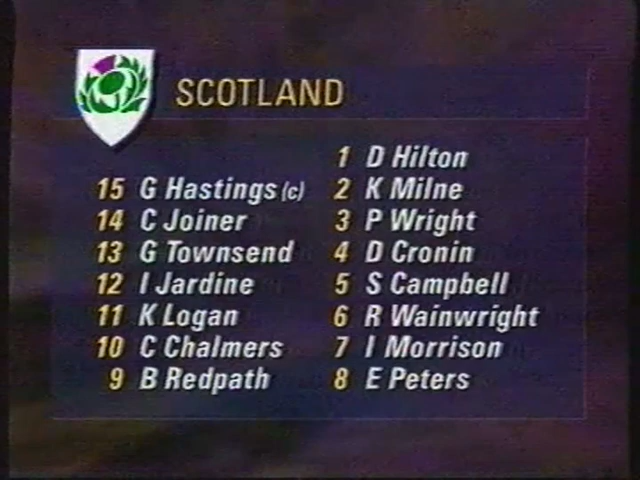 SCOTLAND
15 G Hastings (c)
14 C Joiner
13 G Townsend
12 I Jardine
11 K Logan
10 C Chalmers
9 B Redpath
1 D Hilton
2 K Milne
3 P Wright
4 D Cronin
5 S Campbell
6 R Wainwright
7 I Morrison
8 E Peters